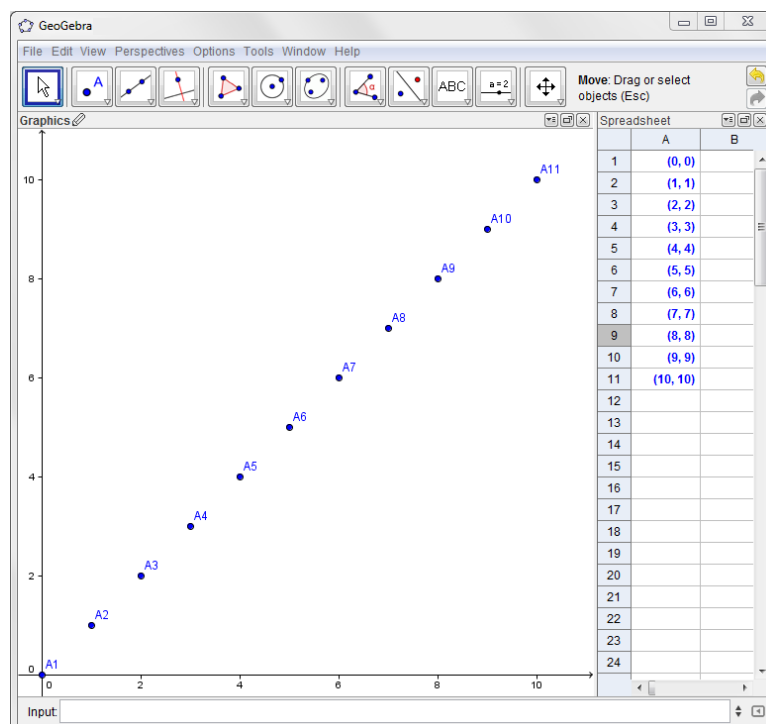 GeoGebra
File Edit View Perspectives Options Tools Window Help
A
α
ABC
a = 2
Move: Drag or select
objects (Esc)
Graphics
Spreadsheet
A11
10
A10
A9
8
A8
A7
6
A6
A5
4
A4
A3
2
A2
A1
0
0 2 4 6 8 10
A B
1 (0, 0)
2 (1, 1)
3 (2, 2)
4 (3, 3)
5 (4, 4)
6 (5, 5)
7 (6, 6)
8 (7, 7)
9 (8, 8)
10 (9, 9)
11 (10, 10)
12
13
14
15
16
17
18
19
20
21
22
23
24
Input: